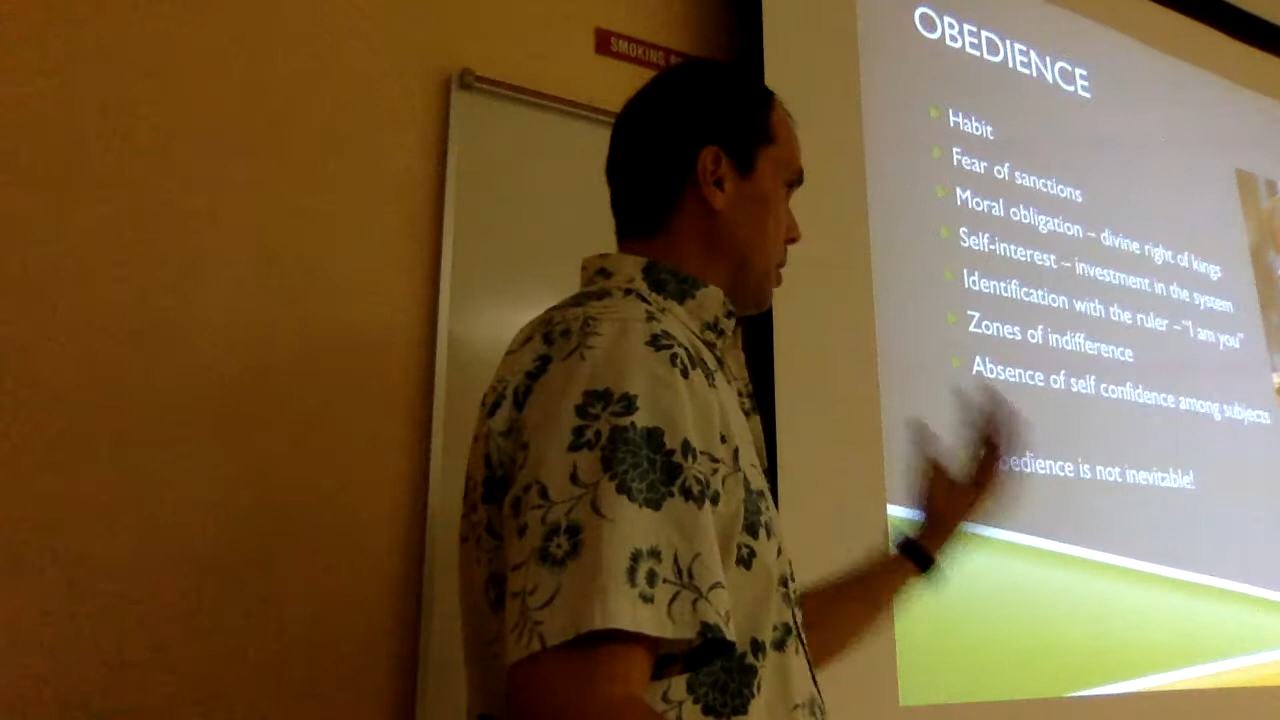 SMOKING
OBEDIENCE
Habit
Fear of sanctions
Moral obligation – divine right of kings
Self-interest – investment in the system
Identification with the ruler – "I am you"
Zones of indifference
Absence of self confidence among subjects
bedience is not inevitable!